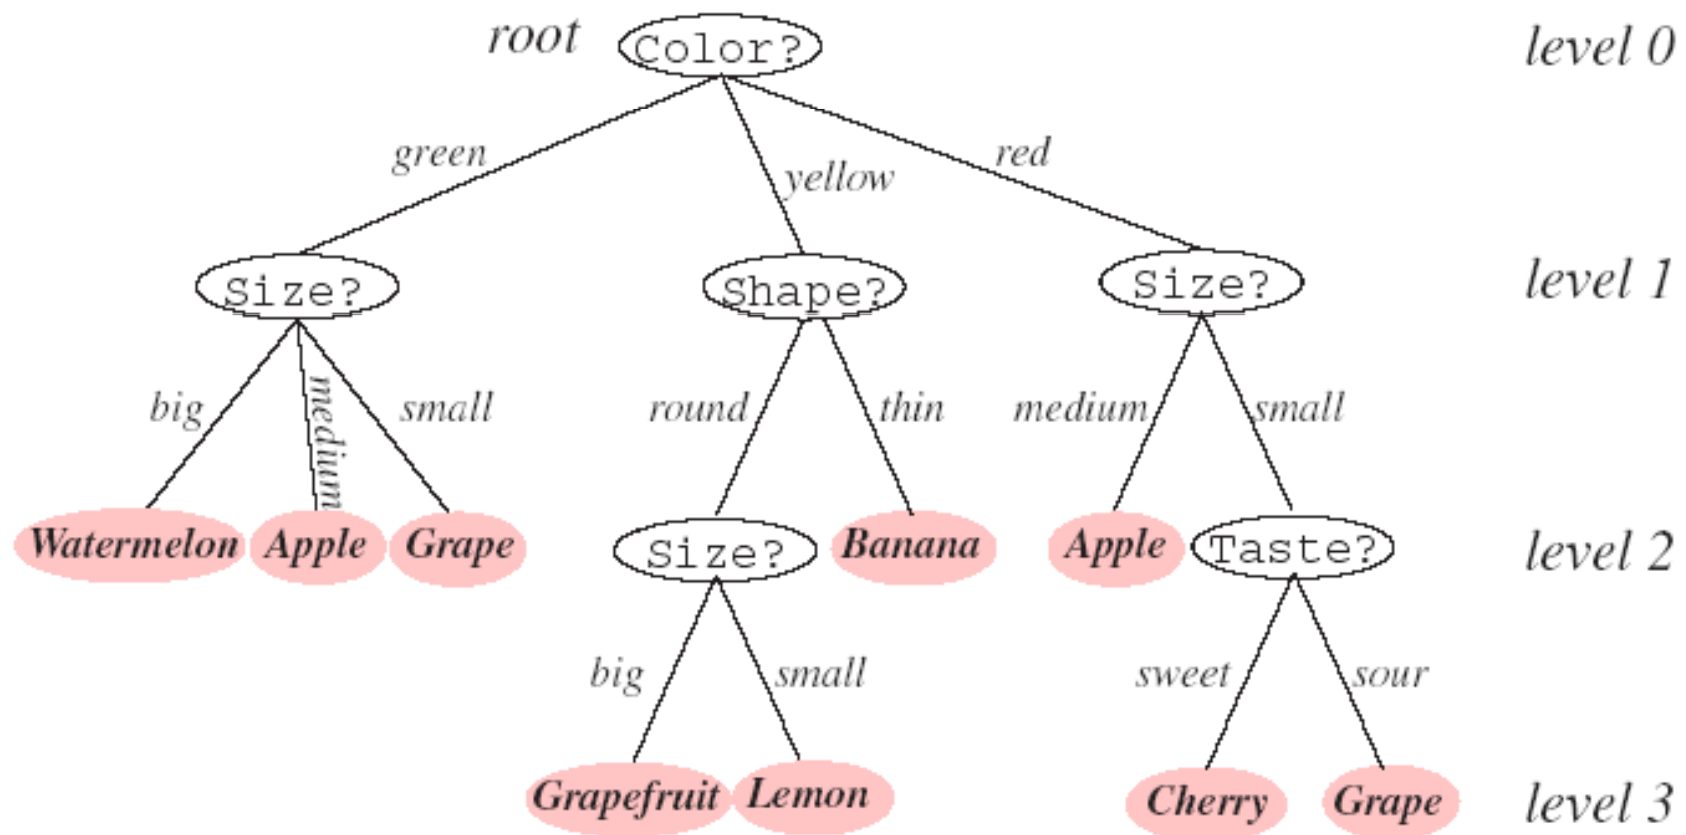 root Color? level 0
green yellow red
Size? Shape? Size? level 1
big medium small round thin medium small
Watermelon Apple Grape Size? Banana Apple Taste? level 2
big small sweet sour
Grapefruit Lemon Cherry Grape level 3